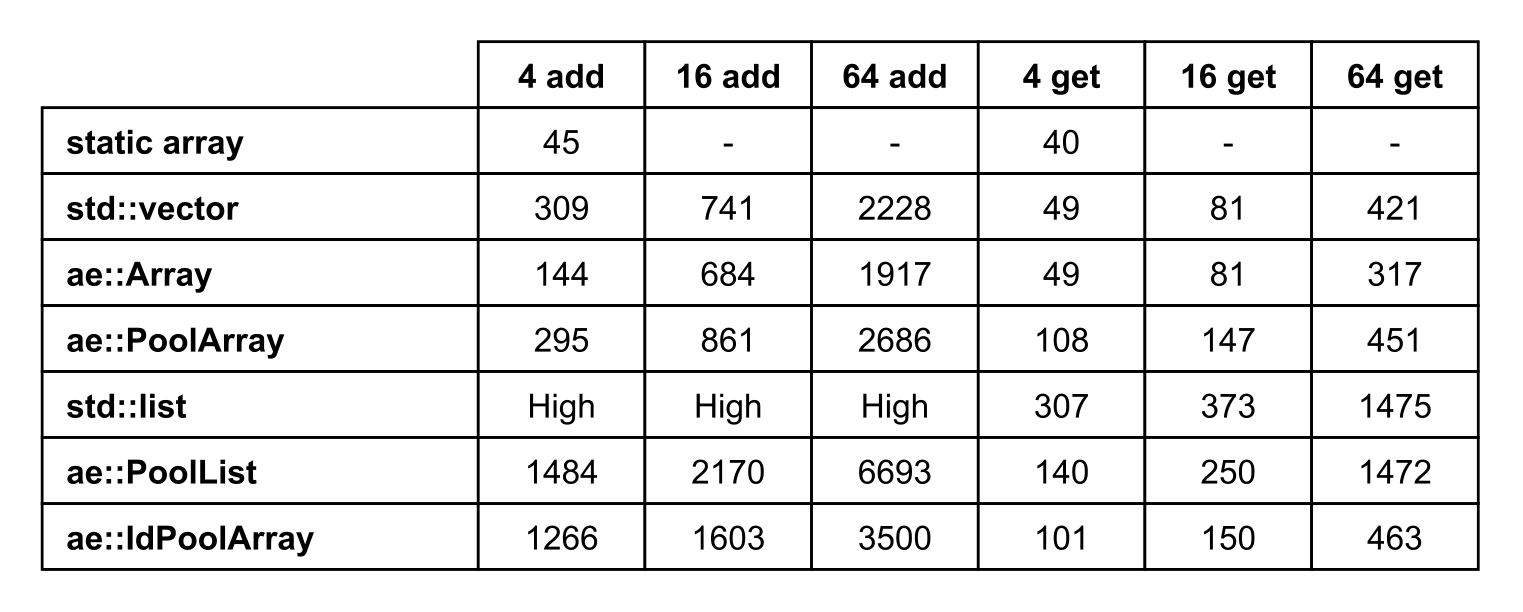 4 add 16 add 64 add 4 get 16 get 64 get
static array 45 - - 40 - -
std::vector 309 741 2228 49 81 421
ae::Array 144 684 1917 49 81 317
ae::PoolArray 295 861 2686 108 147 451
std::list High High High 307 373 1475
ae::PoolList 1484 2170 6693 140 250 1472
ae::IdPoolArray 1266 1603 3500 101 150 463